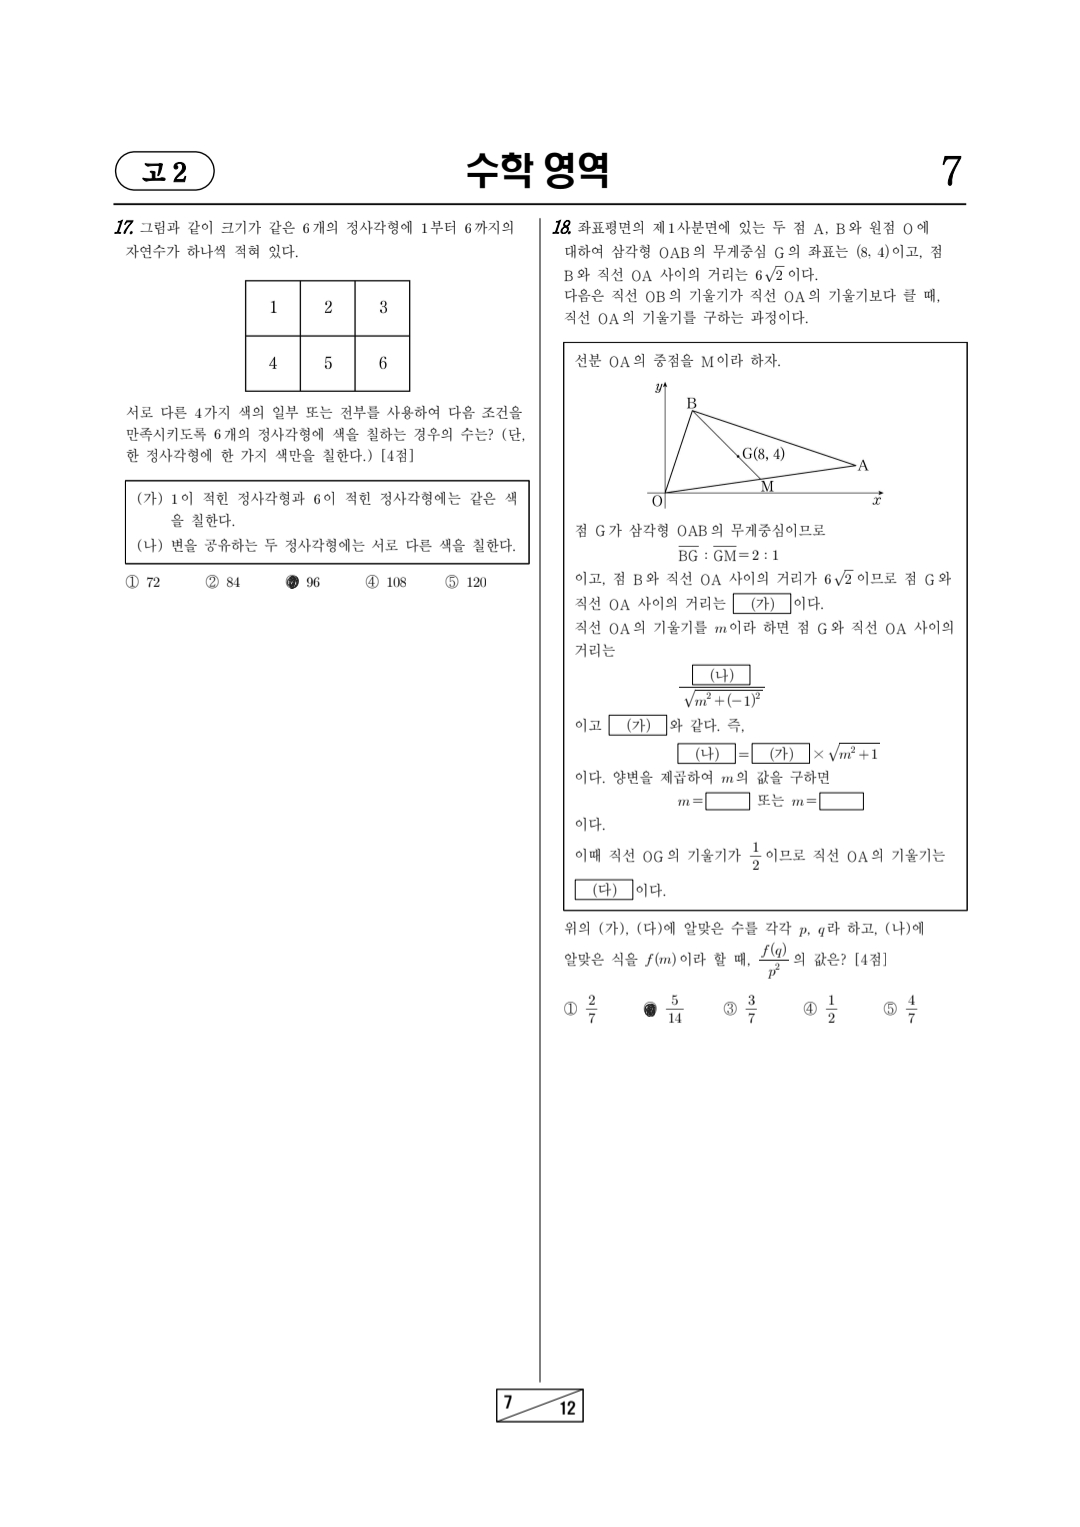 고 2
수학 영역
7
17. 그림과 같이 크기가 같은 6개의 정사각형에 1부터 6까지의
자연수가 하나씩 적혀 있다.
1 2 3
4 5 6
서로 다른 4가지 색의 일부 또는 전부를 사용하여 다음 조건을
만족시키도록 6개의 정사각형에 색을 칠하는 경우의 수는? (단,
한 정사각형에 한 가지 색만을 칠한다.) [4점]
(가) 1이 적힌 정사각형과 6이 적힌 정사각형에는 같은 색
을 칠한다.
(나) 변을 공유하는 두 정사각형에는 서로 다른 색을 칠한다.
① 72 ② 84 ● 96 ④ 108 ⑤ 120
18. 좌표평면의 제1사분면에 있는 두 점 A, B와 원점 O에
대하여 삼각형 OAB의 무게중심 G의 좌표는 (8, 4)이고, 점
B와 직선 OA 사이의 거리는 6√2 이다.
다음은 직선 OB의 기울기가 직선 OA의 기울기보다 클 때,
직선 OA의 기울기를 구하는 과정이다.
선분 OA의 중점을 M이라 하자.
y
B
G(8, 4)
A
M
O
x
점 G가 삼각형 OAB의 무게중심이므로
BG : GM = 2 : 1
이고, 점 B와 직선 OA 사이의 거리가 6√2 이므로 점 G와
직선 OA 사이의 거리는 (가) 이다.
직선 OA의 기울기를 m이라 하면 점 G와 직선 OA 사이의
거리는
(나)
√m²+(−1)²
이고 (가) 와 같다. 즉,
(나) = (가) × √m²+1
이다. 양변을 제곱하여 m의 값을 구하면
m= 또는 m=
이다.
이때 직선 OG의 기울기가 1/2 이므로 직선 OA의 기울기는
(다) 이다.
위의 (가), (다)에 알맞은 수를 각각 p, q라 하고, (나)에
알맞은 식을 f(m)이라 할 때, f(q)/p² 의 값은? [4점]
① 2/7 ● 5/14 ③ 3/7 ④ 1/2 ⑤ 4/7
7
12